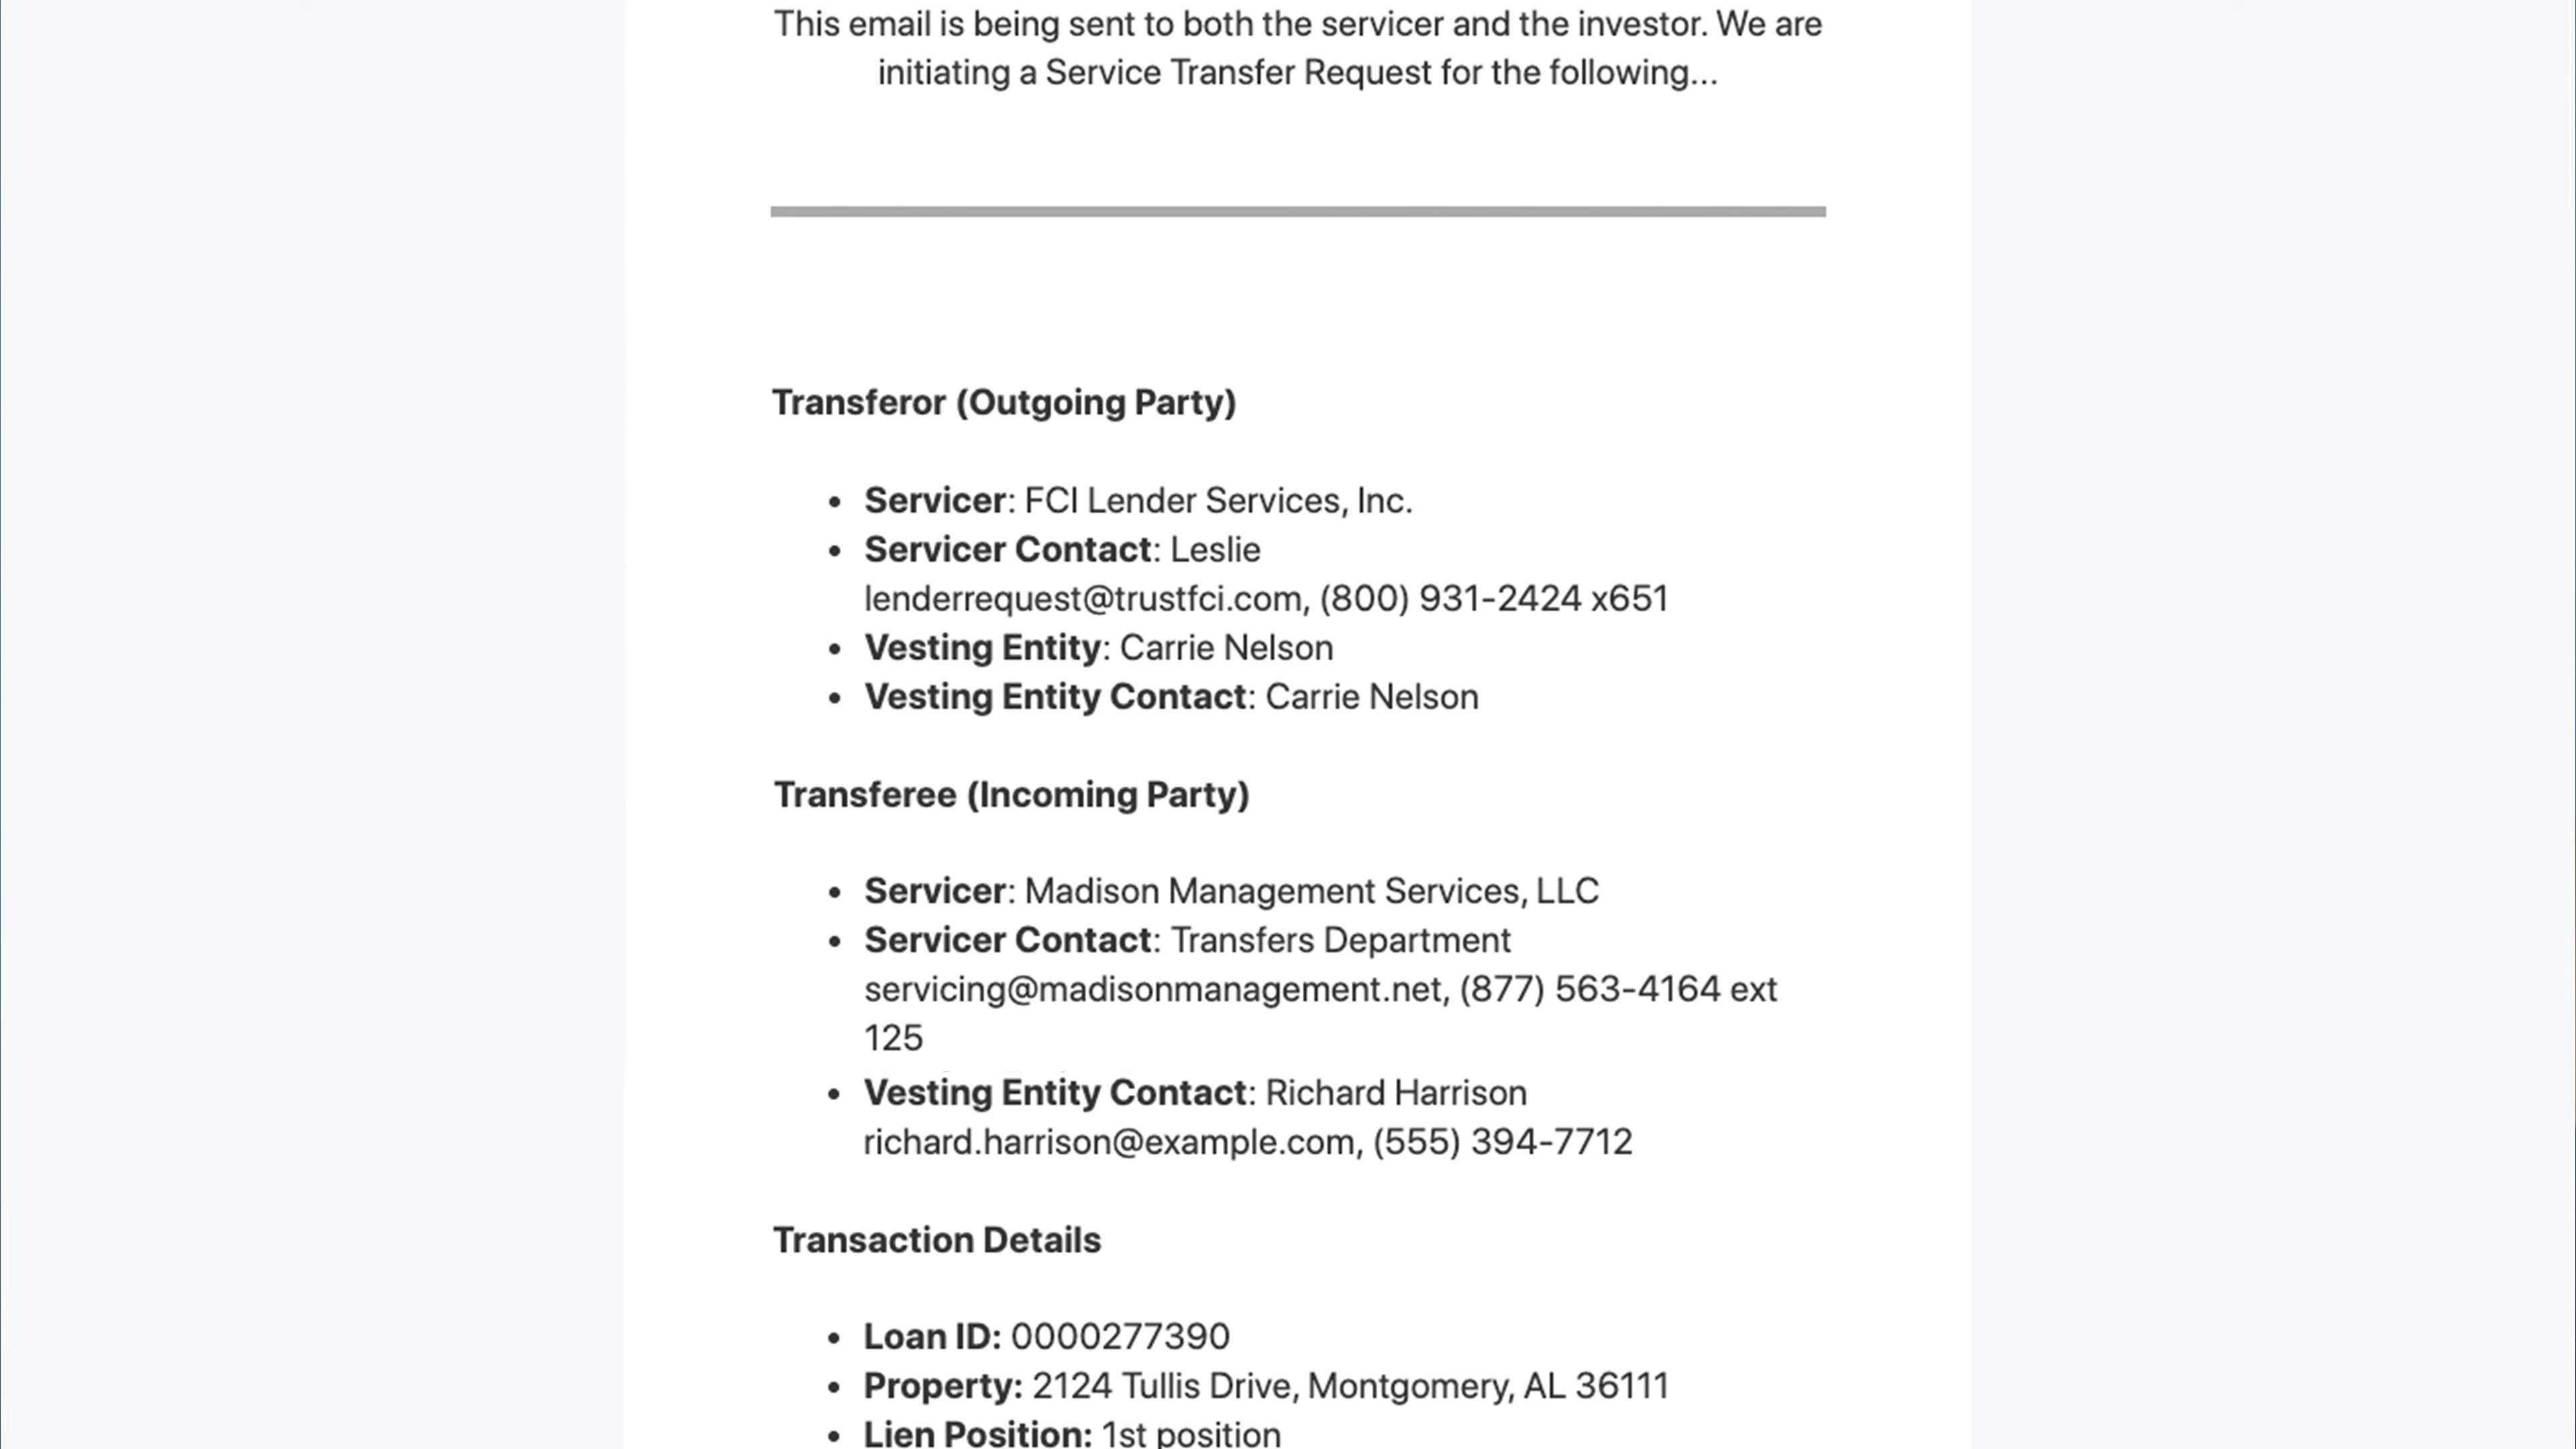 This email is being sent to both the servicer and the investor. We are
initiating a Service Transfer Request for the following...
Transferor (Outgoing Party)
• Servicer: FCI Lender Services, Inc.
• Servicer Contact: Leslie
lenderrequest@trustfci.com, (800) 931-2424 x651
• Vesting Entity: Carrie Nelson
• Vesting Entity Contact: Carrie Nelson
Transferee (Incoming Party)
• Servicer: Madison Management Services, LLC
• Servicer Contact: Transfers Department
servicing@madisonmanagement.net, (877) 563-4164 ext
125
• Vesting Entity Contact: Richard Harrison
richard.harrison@example.com, (555) 394-7712
Transaction Details
• Loan ID: 0000277390
• Property: 2124 Tullis Drive, Montgomery, AL 36111
• Lien Position: 1st position